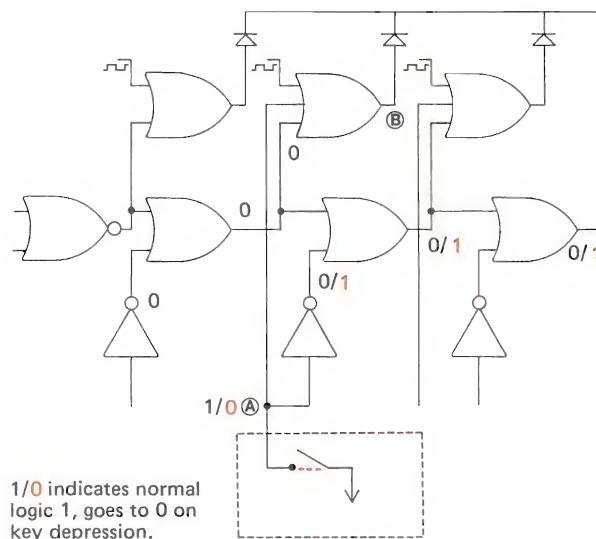 B
0
0
0/1
0/1
0
0/1
1/0 A
1/0 indicates normal
logic 1, goes to 0 on
key depression.